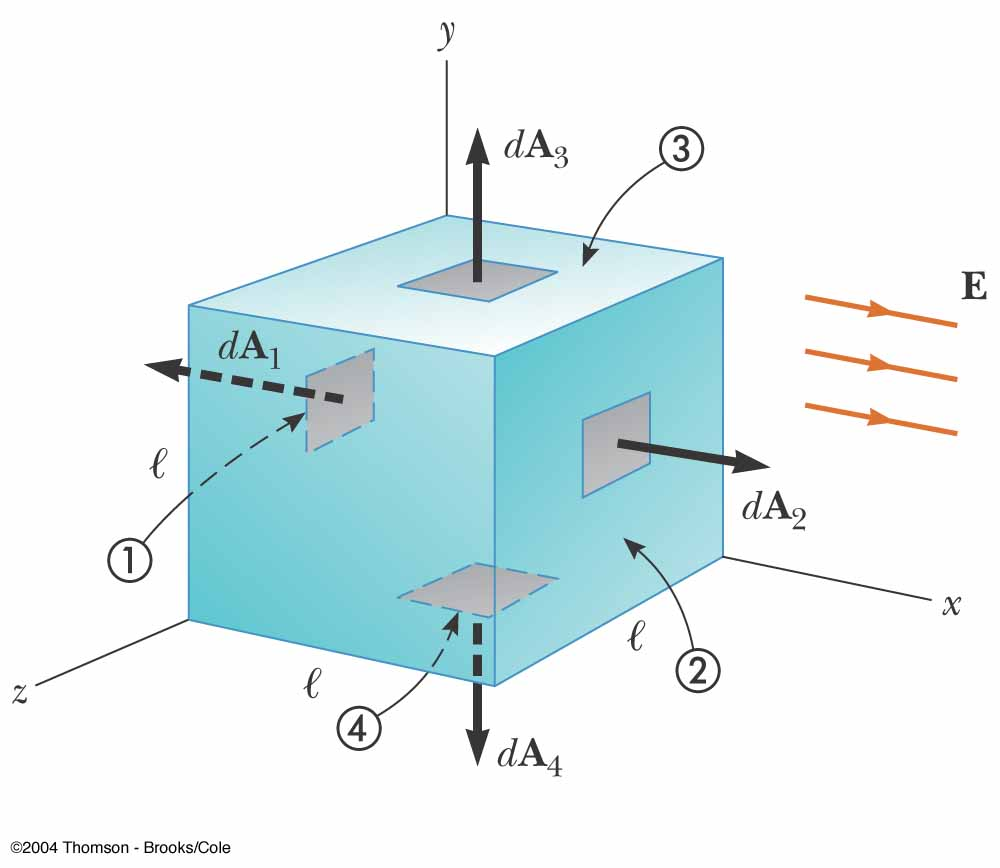 y
dA₃
③
E
dA₁
ℓ
dA₂
①
x
ℓ
②
z
ℓ
④
dA₄
©2004 Thomson - Brooks/Cole